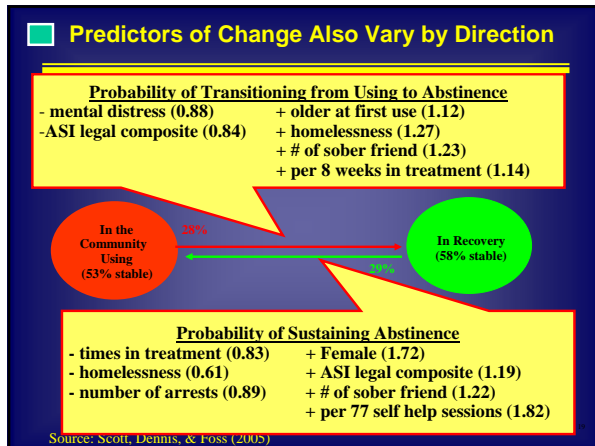 Predictors of Change Also Vary by Direction
Probability of Transitioning from Using to Abstinence
- mental distress (0.88) + older at first use (1.12)
-ASI legal composite (0.84) + homelessness (1.27)
+ # of sober friend (1.23)
+ per 8 weeks in treatment (1.14)
In the
Community
Using
(53% stable)
28%
In Recovery
(58% stable)
29%
Probability of Sustaining Abstinence
- times in treatment (0.83) + Female (1.72)
- homelessness (0.61) + ASI legal composite (1.19)
- number of arrests (0.89) + # of sober friend (1.22)
+ per 77 self help sessions (1.82)
Source: Scott, Dennis, & Foss (2005)